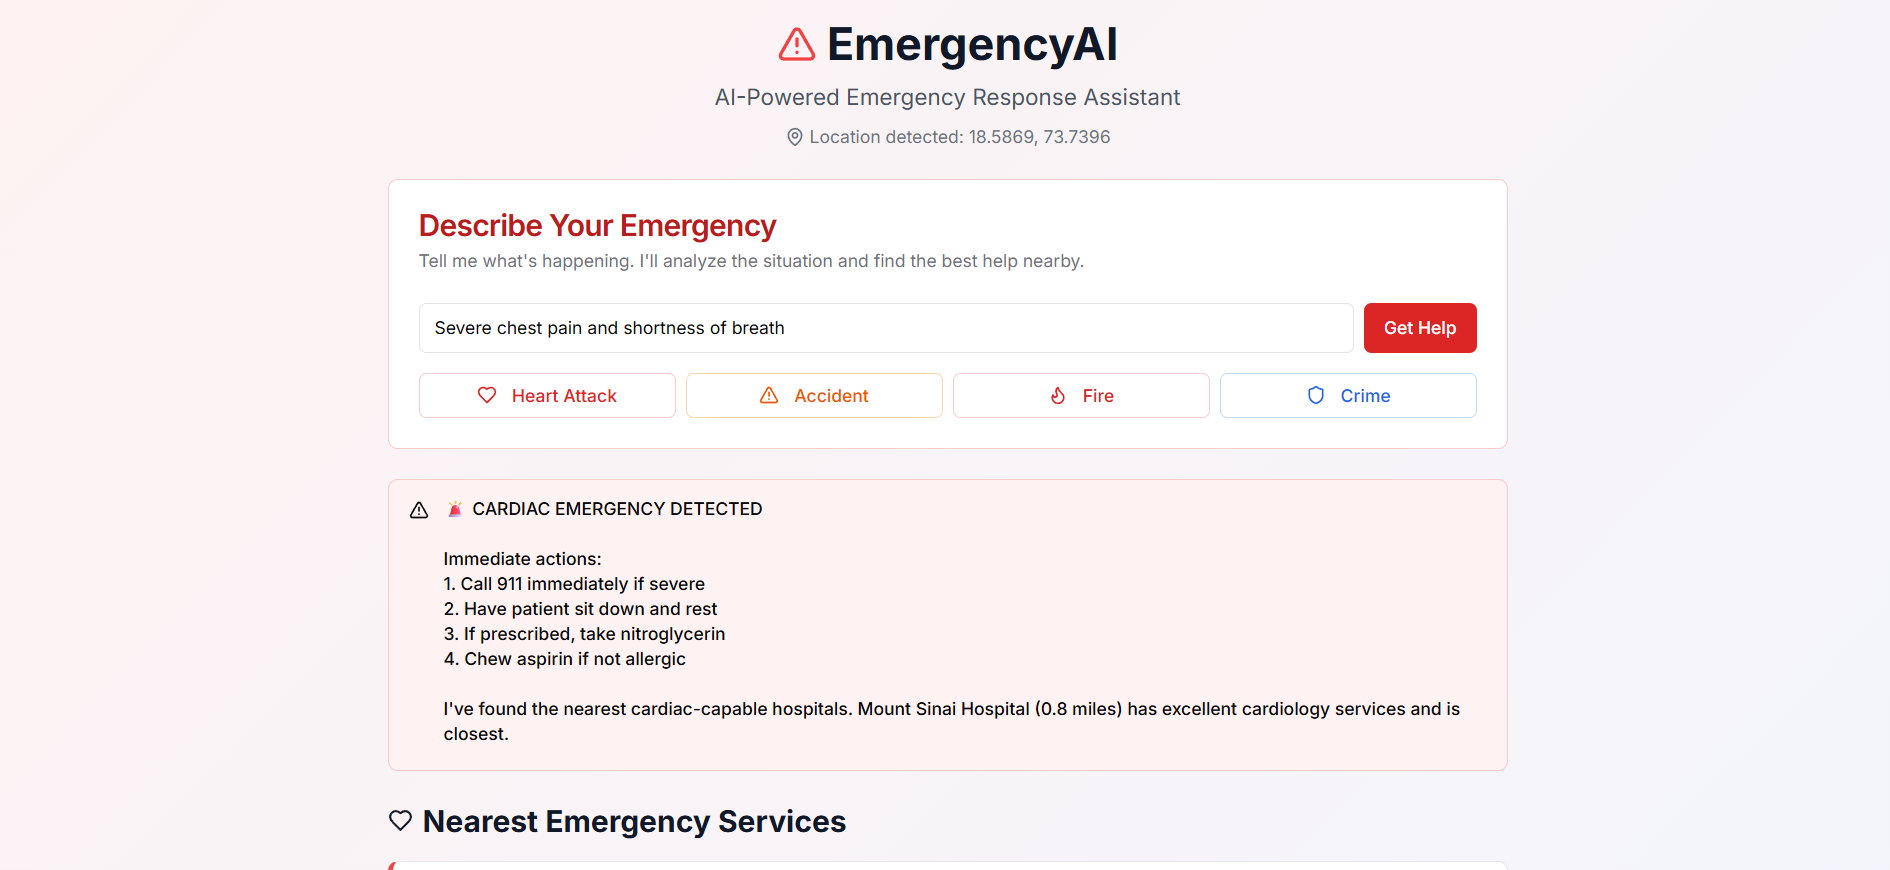 EmergencyAI
AI-Powered Emergency Response Assistant
Location detected: 18.5869, 73.7396
Describe Your Emergency
Tell me what's happening. I'll analyze the situation and find the best help nearby.
Severe chest pain and shortness of breath
Get Help
Heart Attack
Accident
Fire
Crime
🚨 CARDIAC EMERGENCY DETECTED
Immediate actions:
1. Call 911 immediately if severe
2. Have patient sit down and rest
3. If prescribed, take nitroglycerin
4. Chew aspirin if not allergic
I've found the nearest cardiac-capable hospitals. Mount Sinai Hospital (0.8 miles) has excellent cardiology services and is
closest.
Nearest Emergency Services